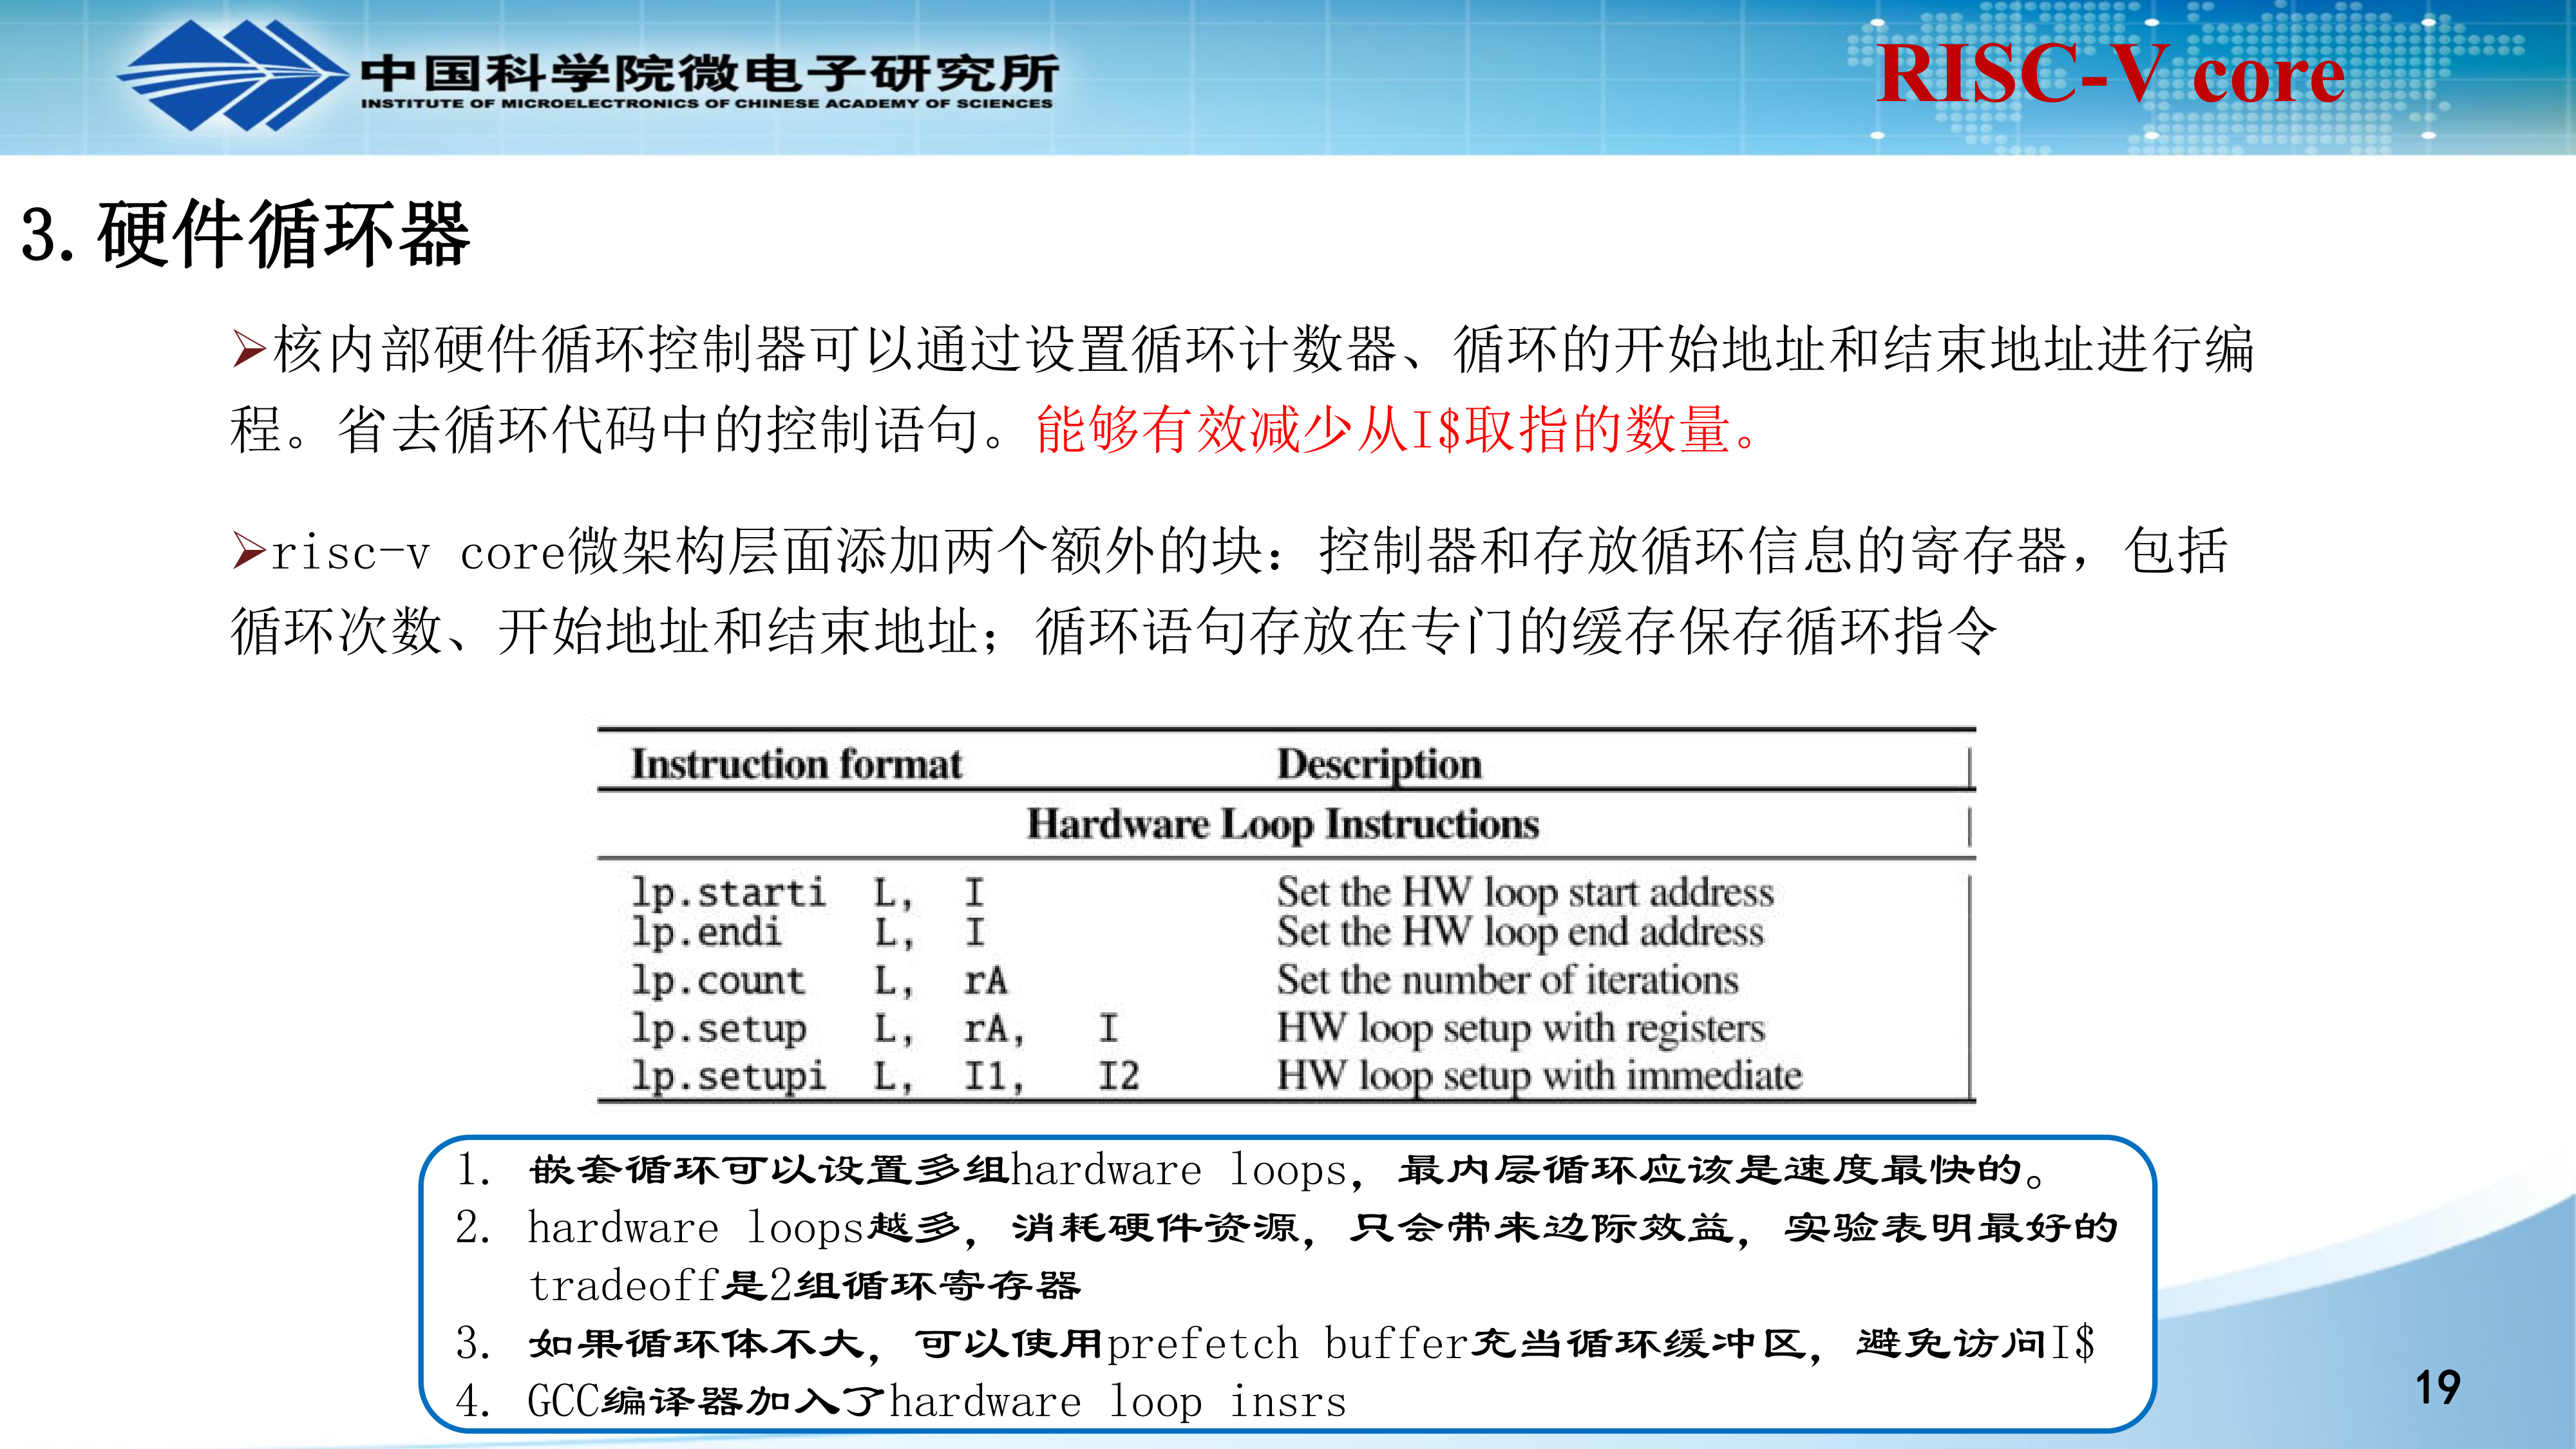 中国科学院微电子研究所
INSTITUTE OF MICROELECTRONICS OF CHINESE ACADEMY OF SCIENCES
RISC-V core
3.硬件循环器
➢核内部硬件循环控制器可以通过设置循环计数器、循环的开始地址和结束地址进行编
程。省去循环代码中的控制语句。能够有效减少从I$取指的数量。
➢risc-v core微架构层面添加两个额外的块：控制器和存放循环信息的寄存器，包括
循环次数、开始地址和结束地址；循环语句存放在专门的缓存保存循环指令
Instruction format Description
Hardware Loop Instructions
lp.starti L, I Set the HW loop start address
lp.endi L, I Set the HW loop end address
lp.count L, rA Set the number of iterations
lp.setup L, rA, I HW loop setup with registers
lp.setupi L, I1, I2 HW loop setup with immediate
1. 嵌套循环可以设置多组hardware loops，最内层循环应该是速度最快的。
2. hardware loops越多，消耗硬件资源，只会带来边际效益，实验表明最好的
tradeoff是2组循环寄存器
3. 如果循环体不大，可以使用prefetch buffer充当循环缓冲区，避免访问I$
4. GCC编译器加入了hardware loop insrs
19